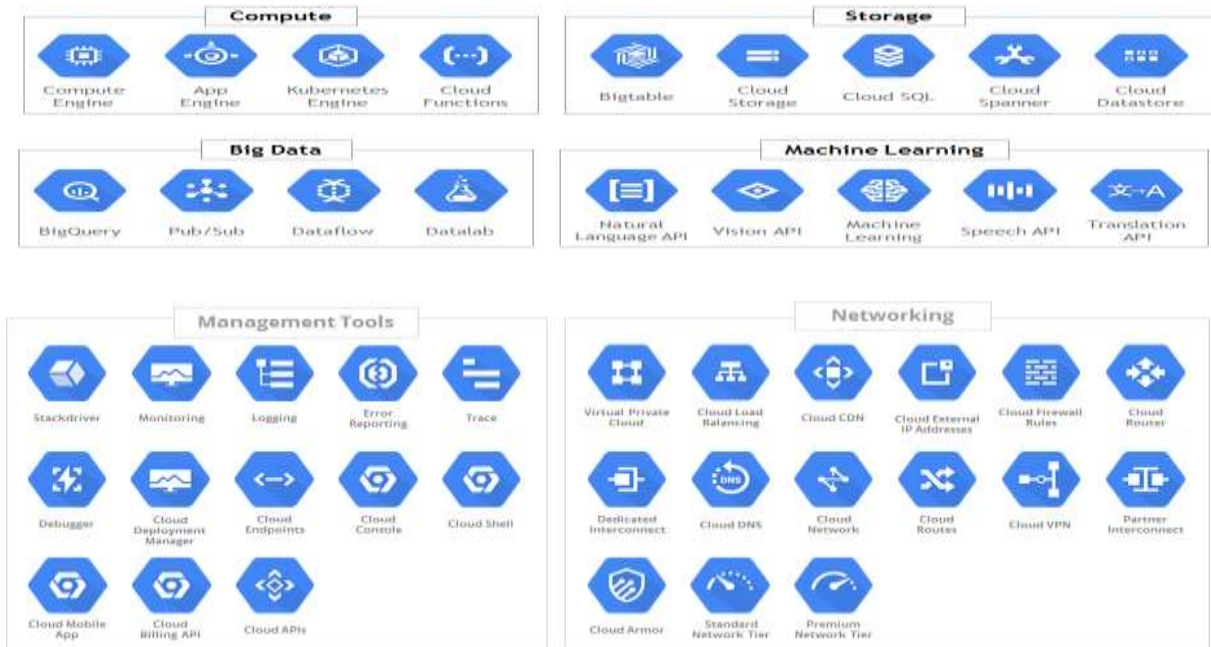 Compute
Compute
Engine
App
Engine
Kubernetes
Engine
Cloud
Functions
Storage
Bigtable
Cloud
Storage
Cloud SQL
Cloud
Spanner
Cloud
Datastore
Big Data
BigQuery
Pub/Sub
Dataflow
Datalab
Machine Learning
Natural
Language API
Vision API
Machine
Learning
Speech API
文→A
Translation
API
Management Tools
Stackdriver
Monitoring
Logging
Error
Reporting
Trace
Debugger
Cloud
Deployment
Manager
Cloud
Endpoints
Cloud
Console
Cloud Shell
Cloud Mobile
App
Cloud
Billing API
Cloud APIs
Networking
Virtual Private
Cloud
Cloud Load
Balancing
Cloud CDN
Cloud External
IP Addresses
Cloud Firewall
Rules
Cloud
Router
Dedicated
Interconnect
DNS
Cloud DNS
Cloud
Network
Cloud
Routes
Cloud VPN
Partner
Interconnect
Cloud Armor
Standard
Network Tier
Premium
Network Tier